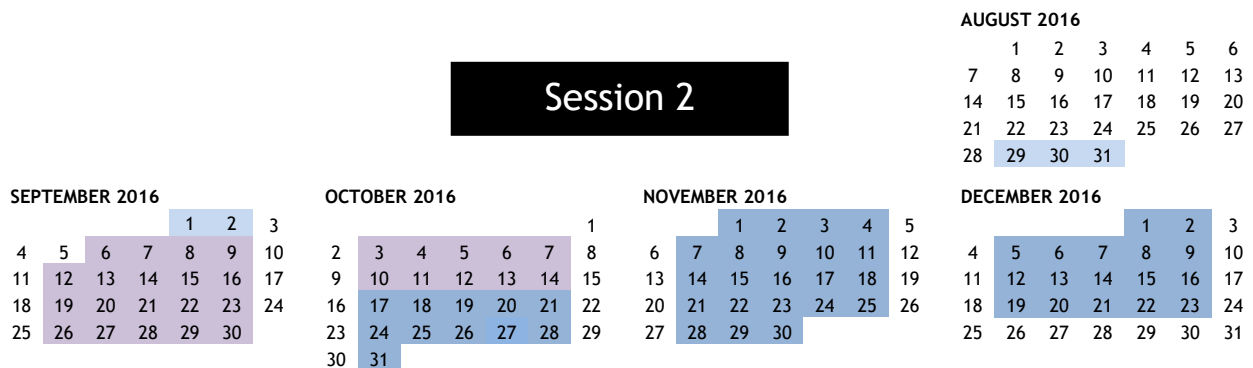 AUGUST 2016
1 2 3 4 5 6
7 8 9 10 11 12 13
14 15 16 17 18 19 20
21 22 23 24 25 26 27
28 29 30 31
Session 2
SEPTEMBER 2016
1 2 3
4 5 6 7 8 9 10
11 12 13 14 15 16 17
18 19 20 21 22 23 24
25 26 27 28 29 30
OCTOBER 2016
1
2 3 4 5 6 7 8
9 10 11 12 13 14 15
16 17 18 19 20 21 22
23 24 25 26 27 28 29
30 31
NOVEMBER 2016
1 2 3 4 5
6 7 8 9 10 11 12
13 14 15 16 17 18 19
20 21 22 23 24 25 26
27 28 29 30
DECEMBER 2016
1 2 3
4 5 6 7 8 9 10
11 12 13 14 15 16 17
18 19 20 21 22 23 24
25 26 27 28 29 30 31